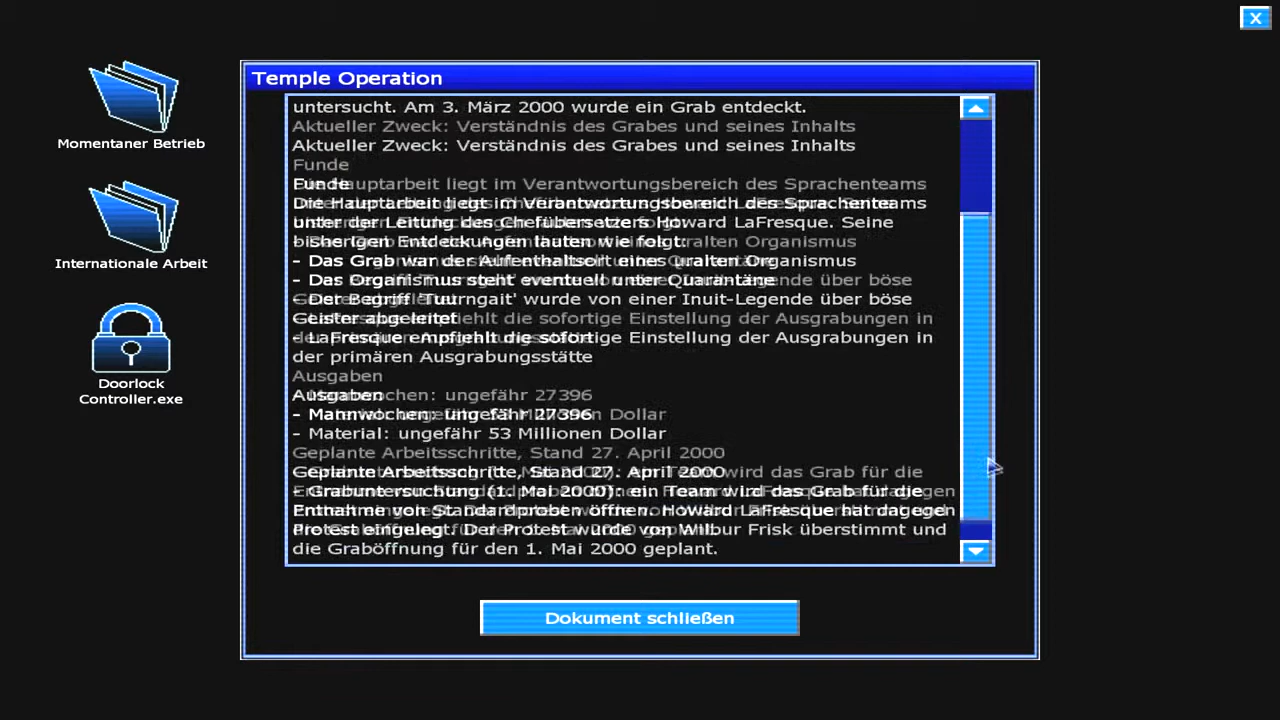 Temple Operation
untersucht. Am 3. März 2000 wurde ein Grab entdeckt.
Aktueller Zweck: Verständnis des Grabes und seines Inhalts
Aktueller Zweck: Verständnis des Grabes und seines Inhalts
Funde
Funde
Die Hauptarbeit liegt im Verantwortungsbereich des Sprachenteams
unter der Leitung des Chefübersetzers Howard LaFresque. Seine
bisherigen Entdeckungen lauten wie folgt:
- Das Grab war der Aufenthaltsort eines uralten Organismus
- Der Organismus steht eventuell unter Quarantäne
- Der Begriff 'Tuurngait' wurde von einer Inuit-Legende über böse
Geister abgeleitet
- LaFresque empfiehlt die sofortige Einstellung der Ausgrabungen in
der primären Ausgrabungsstätte
Ausgaben
Ausgaben
- Mannwochen: ungefähr 27396
- Material: ungefähr 53 Millionen Dollar
Geplante Arbeitsschritte, Stand 27. April 2000
Geplante Arbeitsschritte, Stand 27. April 2000
- Grabuntersuchung (1. Mai 2000): ein Team wird das Grab für die
Entnahme von Standardproben öffnen. Howard LaFresque hat dagegen
Protest eingelegt. Der Protest wurde von Wilbur Frisk überstimmt und
die Graböffnung für den 1. Mai 2000 geplant.
Dokument schließen
Momentaner Betrieb
Internationale Arbeit
Doorlock
Controller.exe
X